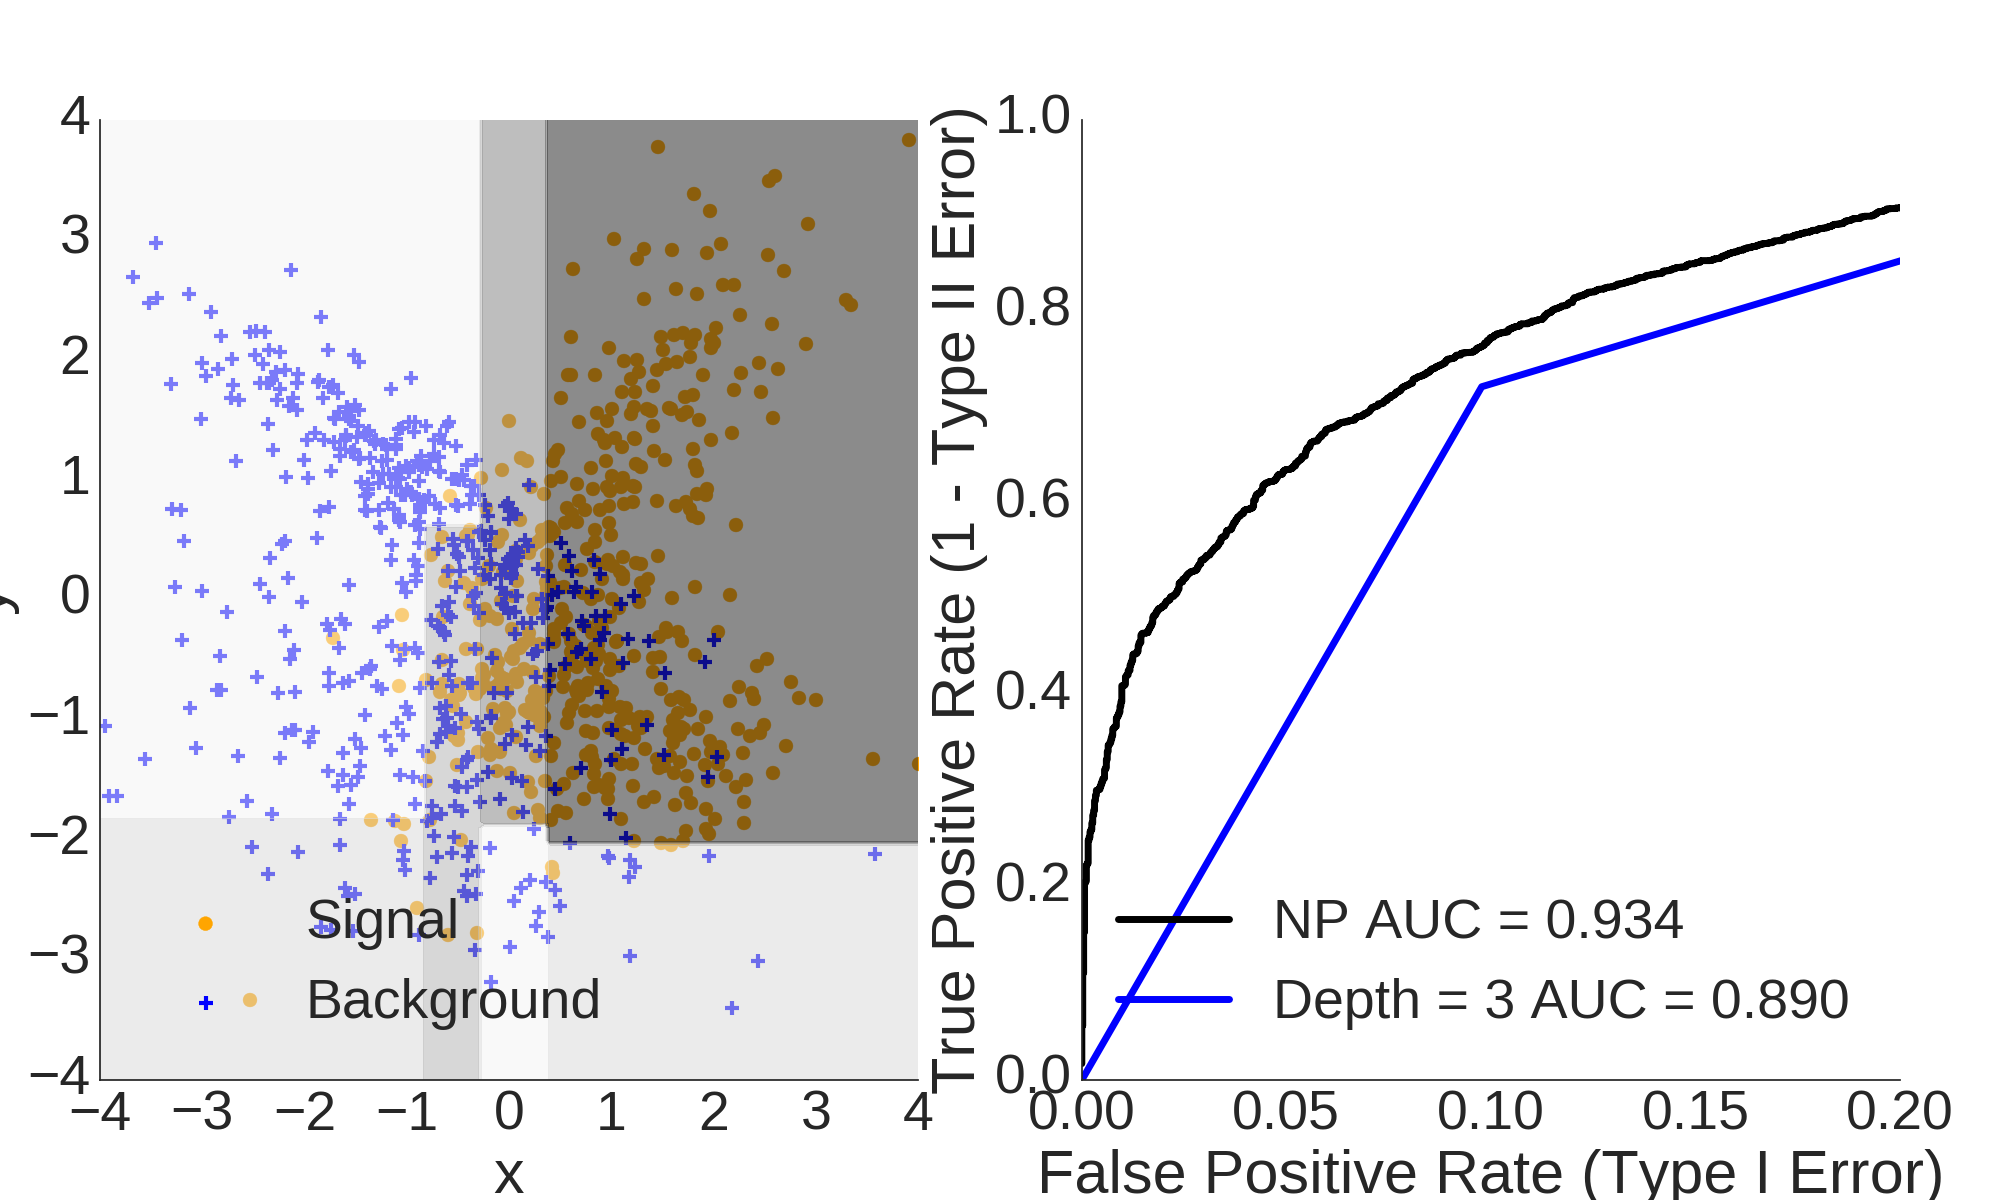 4
3
2
1
0
−1
−2
−3
−4
−4 −3 −2 −1 0 1 2 3 4
x
y
Signal
Background
True Positive Rate (1 - Type II Error)
1.0
0.8
0.6
0.4
0.2
0.0
0.00 0.05 0.10 0.15 0.20
False Positive Rate (Type I Error)
NP AUC = 0.934
Depth = 3 AUC = 0.890